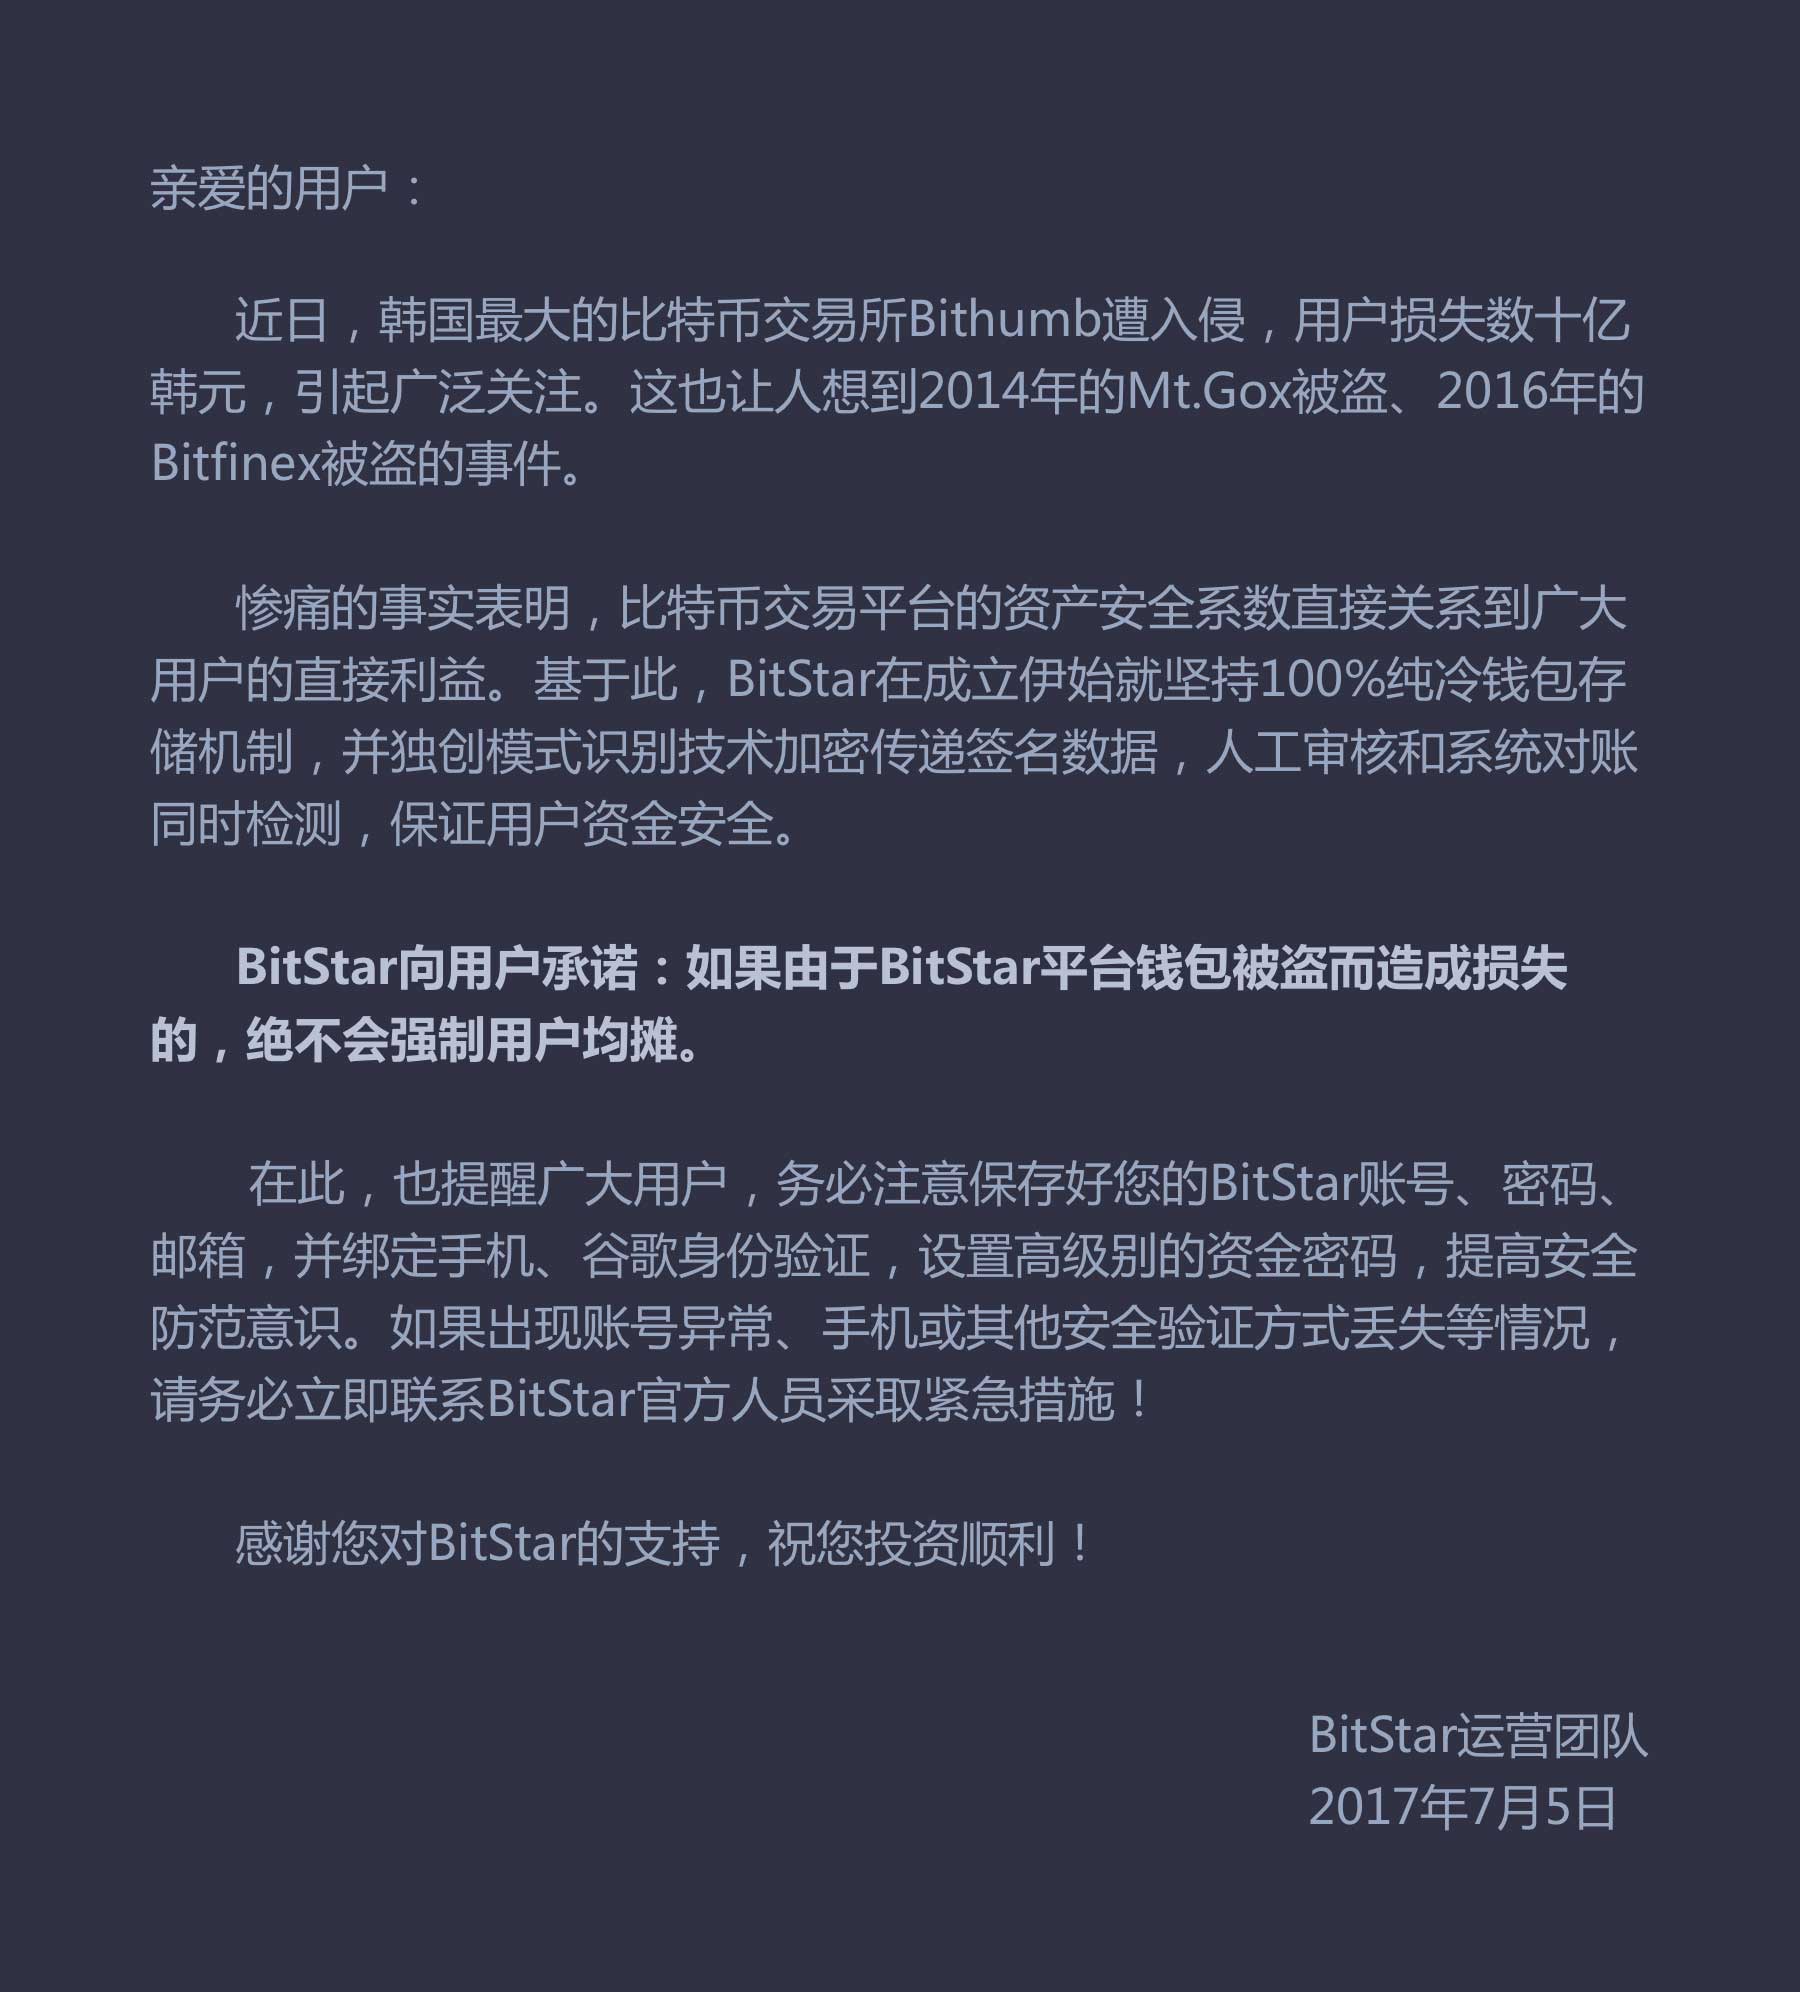 亲爱的用户：
近日，韩国最大的比特币交易所Bithumb遭入侵，用户损失数十亿
韩元，引起广泛关注。这也让人想到2014年的Mt.Gox被盗、2016年的
Bitfinex被盗的事件。
惨痛的事实表明，比特币交易平台的资产安全系数直接关系到广大
用户的直接利益。基于此，BitStar在成立伊始就坚持100%纯冷钱包存
储机制，并独创模式识别技术加密传递签名数据，人工审核和系统对账
同时检测，保证用户资金安全。
BitStar向用户承诺：如果由于BitStar平台钱包被盗而造成损失
的，绝不会强制用户均摊。
在此，也提醒广大用户，务必注意保存好您的BitStar账号、密码、
邮箱，并绑定手机、谷歌身份验证，设置高级别的资金密码，提高安全
防范意识。如果出现账号异常、手机或其他安全验证方式丢失等情况，
请务必立即联系BitStar官方人员采取紧急措施！
感谢您对BitStar的支持，祝您投资顺利！
BitStar运营团队
2017年7月5日